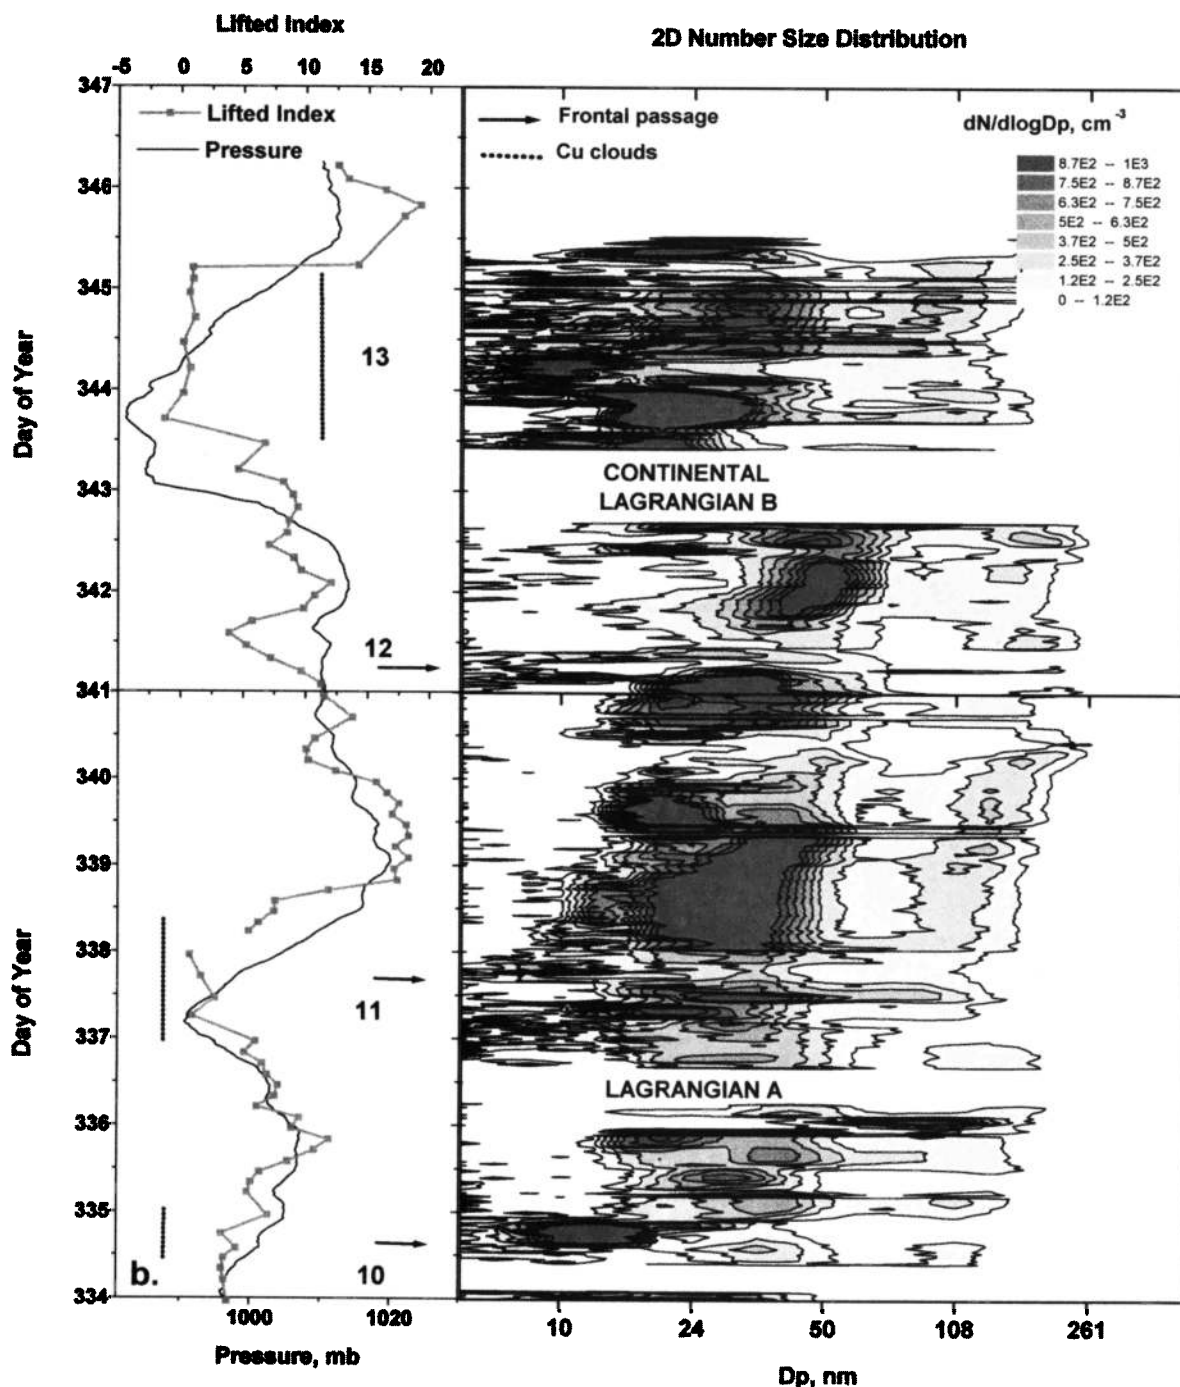 Lifted Index
2D Number Size Distribution
-5 0 5 10 15 20
347
Lifted Index
Pressure
Frontal passage
Cu clouds
dN/dlogDp, cm -3
8.7E2 -- 1E3
7.5E2 -- 8.7E2
6.3E2 -- 7.5E2
5E2 -- 6.3E2
3.7E2 -- 5E2
2.5E2 -- 3.7E2
1.2E2 -- 2.5E2
0 -- 1.2E2
346
345
13
344
Day of Year
CONTINENTAL
LAGRANGIAN B
343
342
12
341
340
339
338
11
337
Day of Year
LAGRANGIAN A
336
335
b.
10
334
1000 1020
10 24 50 108 261
Pressure, mb
Dp, nm